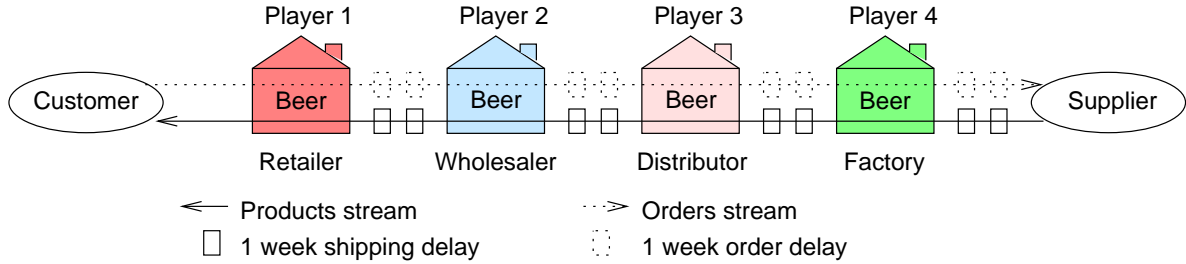 Player 1
Player 2
Player 3
Player 4
Customer
Beer
Beer
Beer
Beer
Supplier
Retailer
Wholesaler
Distributor
Factory
Products stream
Orders stream
1 week shipping delay
1 week order delay